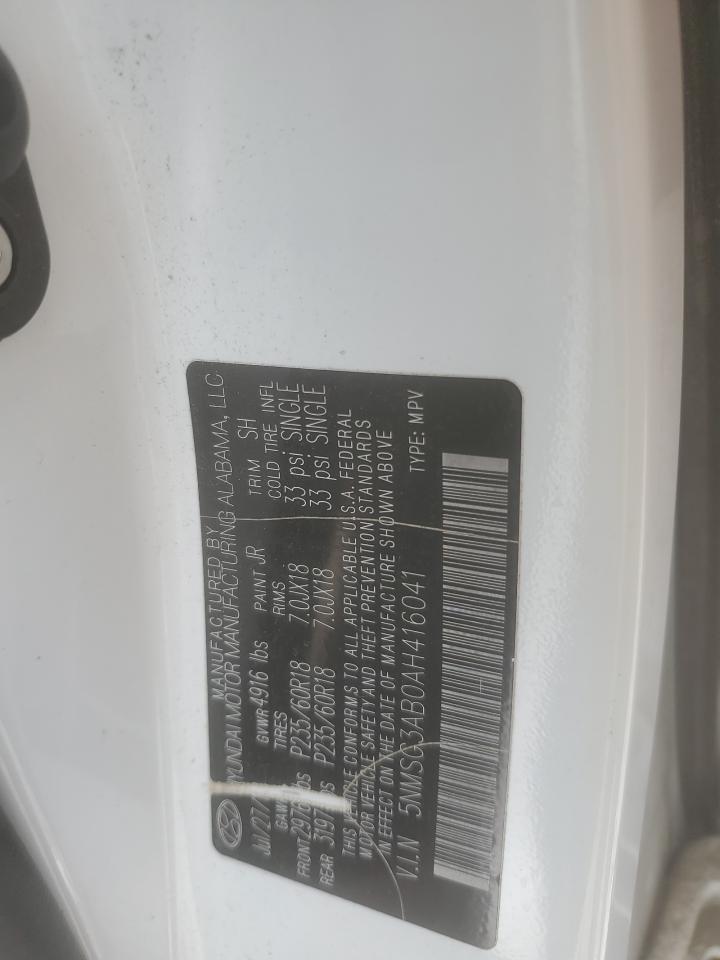 MANUFACTURED BY
HYUNDAI MOTOR MANUFACTURING ALABAMA, LLC
GVWR 4916 lbs PAINT JR TRIM SH
TIRES RIMS COLD TIRE INFL
FRONT P235/60R18 7.0JX18 33 psi SINGLE
REAR P235/60R18 7.0JX18 33 psi SINGLE
THIS VEHICLE CONFORMS TO ALL APPLICABLE U.S.A. FEDERAL
MOTOR VEHICLE SAFETY AND THEFT PREVENTION STANDARDS
IN EFFECT ON THE DATE OF MANUFACTURE SHOWN ABOVE
V.I.N 5NMSG3AB0AH416041 TYPE: MPV